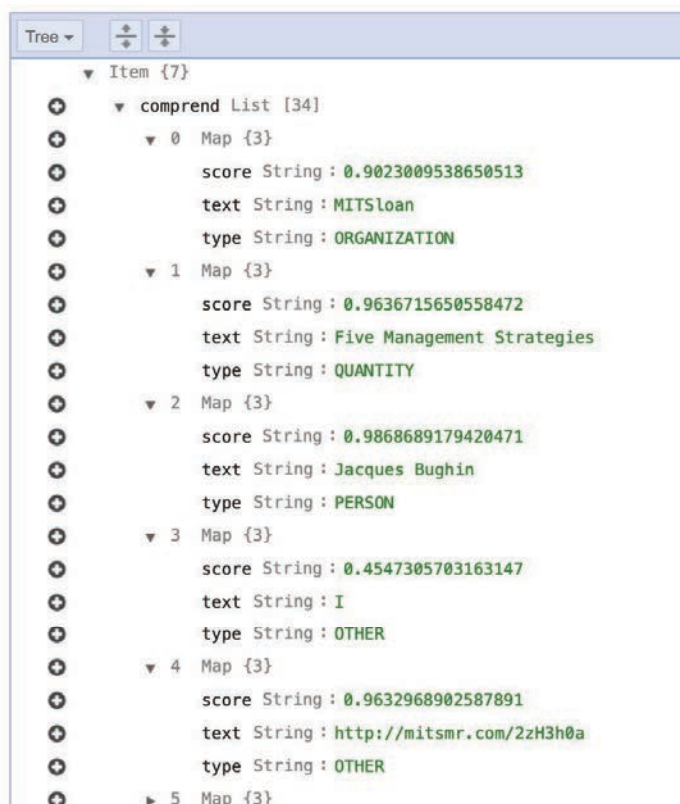 Tree
Item {7}
comprend List [34]
0 Map {3}
score String : 0.9023009538650513
text String : MITSloan
type String : ORGANIZATION
1 Map {3}
score String : 0.9636715650558472
text String : Five Management Strategies
type String : QUANTITY
2 Map {3}
score String : 0.9868689179420471
text String : Jacques Bughin
type String : PERSON
3 Map {3}
score String : 0.4547305703163147
text String : I
type String : OTHER
4 Map {3}
score String : 0.9632968902587891
text String : http://mitsmr.com/2zH3h0a
type String : OTHER
5 Map {3}